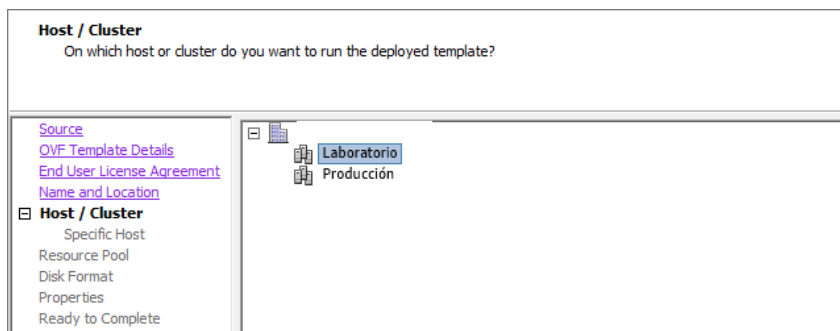 Host / Cluster
On which host or cluster do you want to run the deployed template?
Source
OVF Template Details
End User License Agreement
Name and Location
Host / Cluster
Specific Host
Resource Pool
Disk Format
Properties
Ready to Complete
Laboratorio
Producción